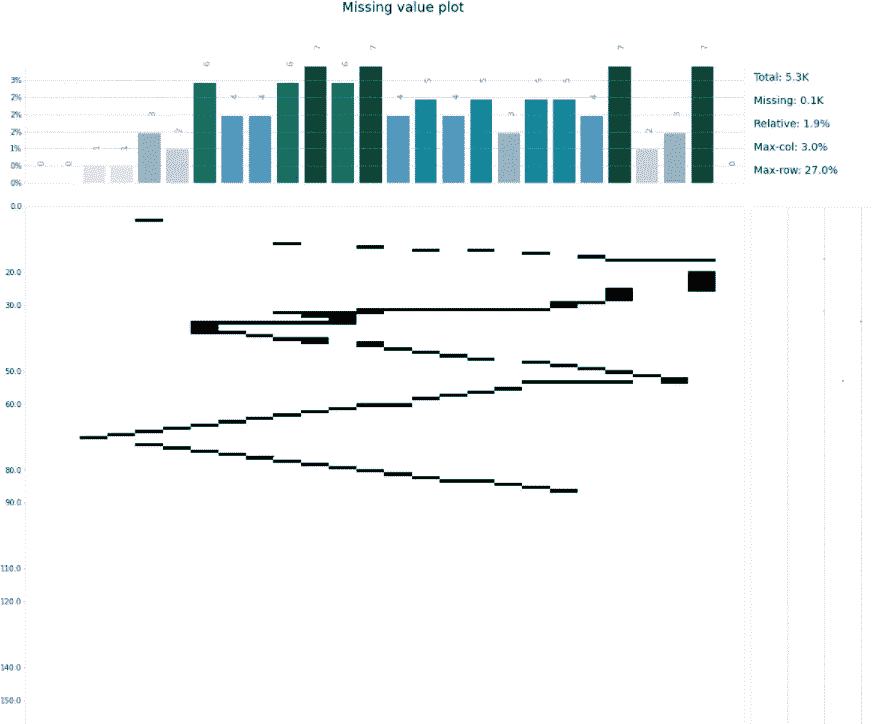 Missing value plot
0 0 1 1 3 2 6 4 4 6 7 6 7 4 5 4 5 3 5 5 4 7 2 3 7 0
3%
2%
2%
2%
1%
0%
0%
Total: 5.3K
Missing: 0.1K
Relative: 1.9%
Max-col: 3.0%
Max-row: 27.0%
0.0
20.0
30.0
50.0
60.0
80.0
90.0
110.0
120.0
140.0
150.0